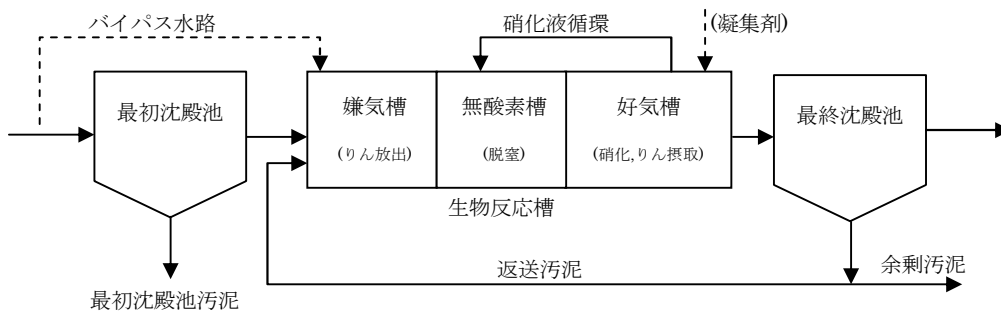 バイパス水路
硝化液循環
(凝集剤)
最初沈殿池
嫌気槽
無酸素槽
好気槽
最終沈殿池
(りん放出)
(脱窒)
(硝化,りん摂取)
生物反応槽
返送汚泥
余剰汚泥
最初沈殿池汚泥